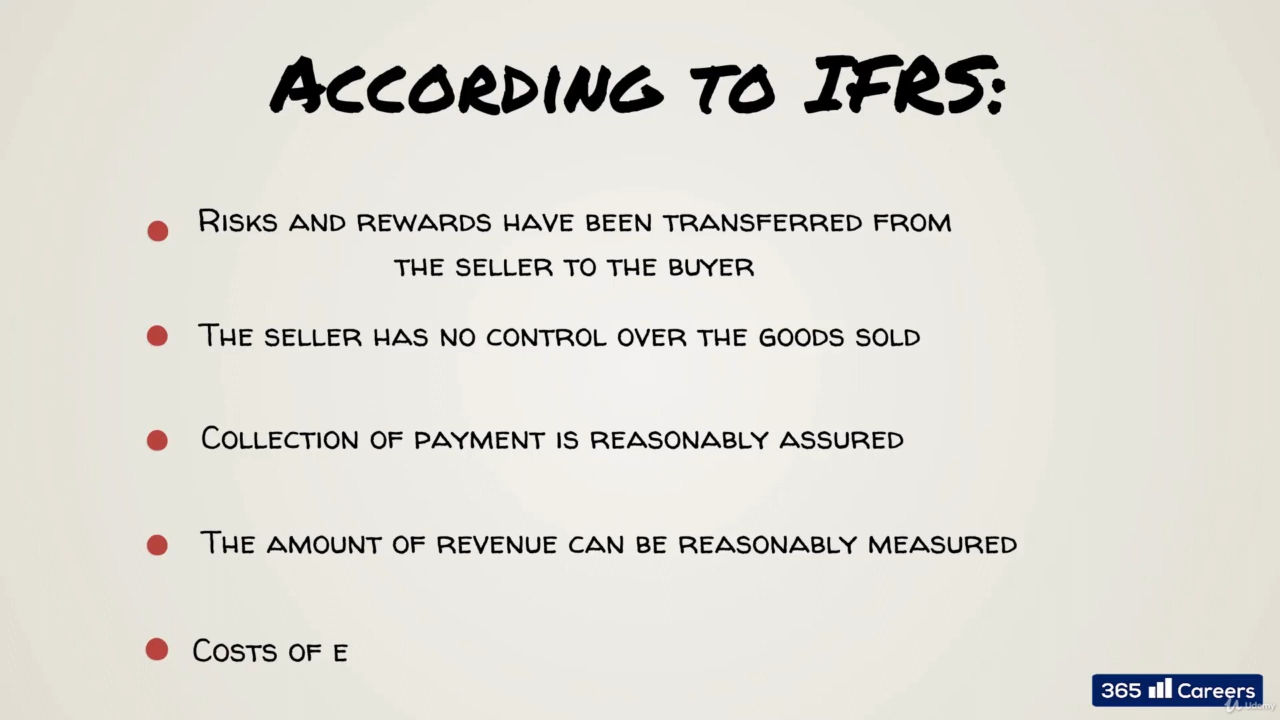 According to IFRS:
Risks and rewards have been transferred from
the seller to the buyer
The seller has no control over the goods sold
Collection of payment is reasonably assured
The amount of revenue can be reasonably measured
Costs of e
365 Careers
Udemy